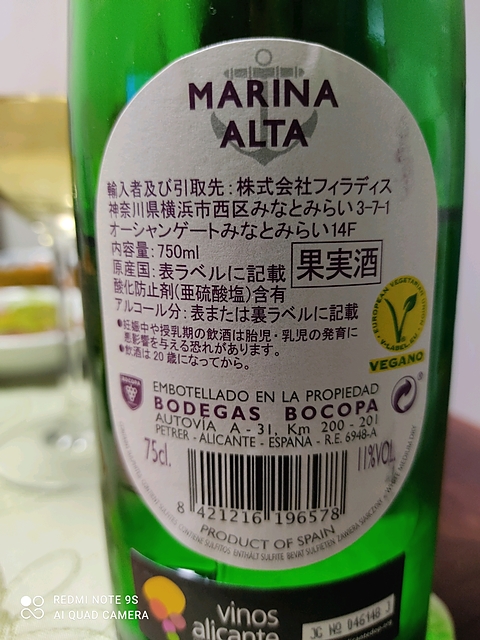 MARINA
ALTA
輸入者及び引取先:株式会社フィラディス
神奈川県横浜市西区みなとみらい3-7-1
オーシャンゲートみなとみらい14F
内容量:750ml
原産国:表ラベルに記載
果実酒
酸化防止剤(亜硫酸塩)含有
アルコール分:表または裏ラベルに記載
●妊娠中や授乳期の飲酒は胎児・乳児の発育に
悪影響を与える恐れがあります。
●飲酒は20歳になってから。
EUROPEAN VEGETARIAN
V-LABEL.EU
VEGANO
EMBOTELLADO EN LA PROPIEDAD
BODEGAS BOCOPA
AUTOVÍA A-31, Km 200-201
PETRER - ALICANTE - ESPAÑA - R.E. 6948-A
75cl.
11%VOL
8 421216 196578
PRODUCT OF SPAIN
vinos
alicante
JC Nº 046148 J
REDMI NOTE 9S
AI QUAD CAMERA